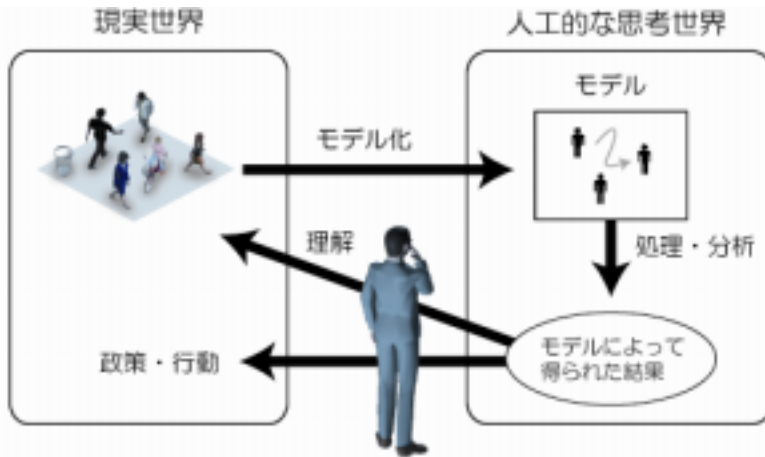 現実世界
人工的な思考世界
モデル
モデル化
理解
処理・分析
政策・行動
モデルによって
得られた結果